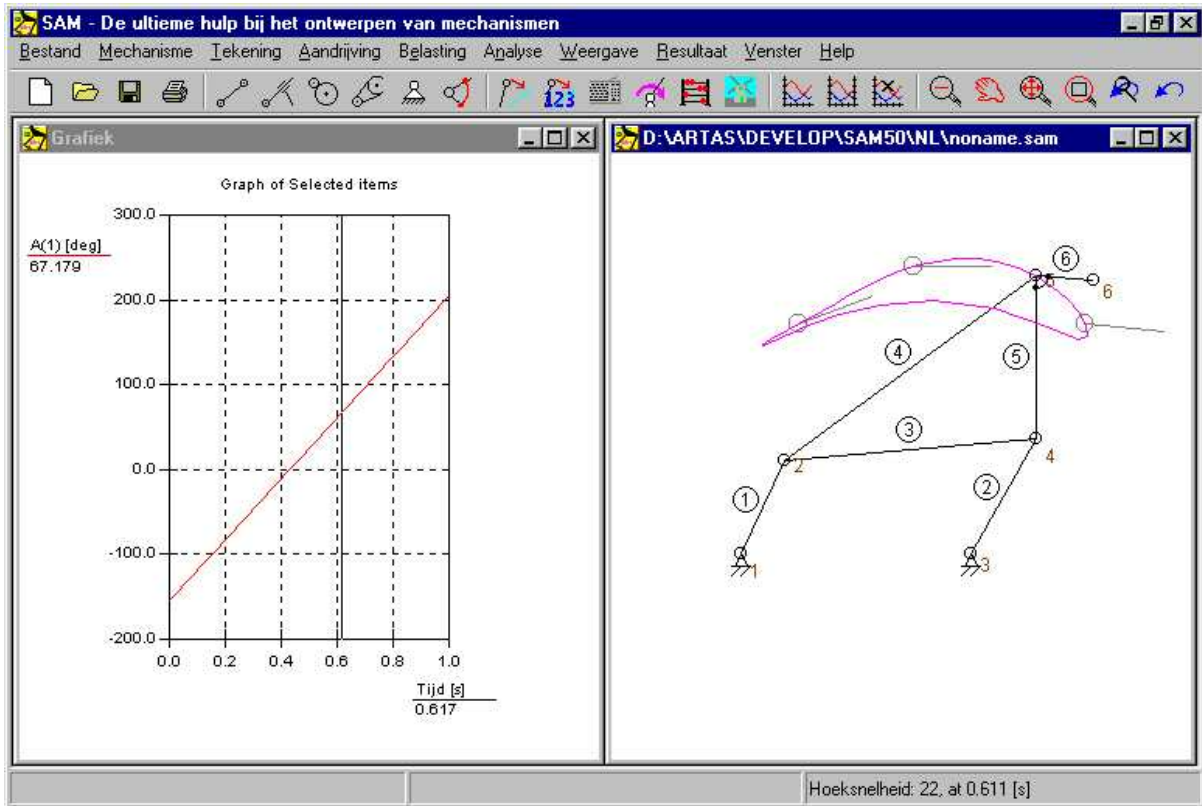 SAM - De ultieme hulp bij het ontwerpen van mechanismen
Bestand Mechanisme Tekening Aandrijving Belasting Analyse Weergave Resultaat Venster Help
123
Grafiek
Graph of Selected items
A(1) [deg]
67.179
300.0
200.0
100.0
0.0
-100.0
-200.0
0.0 0.2 0.4 0.6 0.8 1.0
Tijd [s]
0.617
D:\ARTAS\DEVELOP\SAM50\NL\noname.sam
6
5
6
4
5
3
2
4
1
2
1
3
Hoeksnelheid: 22, at 0.611 [s]